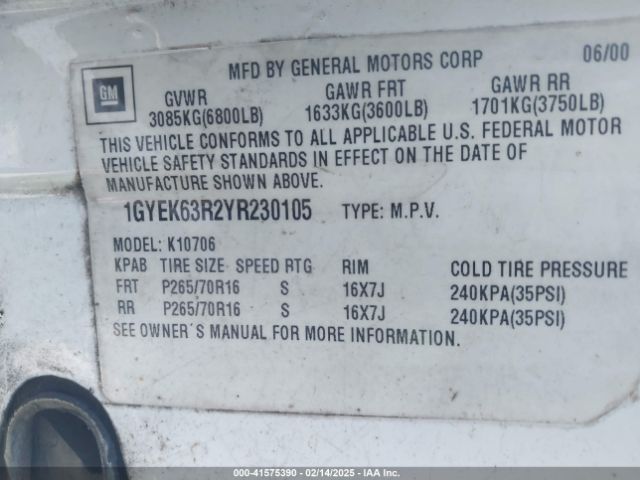 GM
MFD BY GENERAL MOTORS CORP 06/00
GVWR GAWR FRT GAWR RR
3085KG(6800LB) 1633KG(3600LB) 1701KG(3750LB)
THIS VEHICLE CONFORMS TO ALL APPLICABLE U.S. FEDERAL MOTOR
VEHICLE SAFETY STANDARDS IN EFFECT ON THE DATE OF
MANUFACTURE SHOWN ABOVE.
1GYEK63R2YR230105 TYPE: M.P.V.
MODEL: K10706
KPAB TIRE SIZE SPEED RTG RIM COLD TIRE PRESSURE
FRT P265/70R16 S 16X7J 240KPA(35PSI)
RR P265/70R16 S 16X7J 240KPA(35PSI)
SEE OWNER'S MANUAL FOR MORE INFORMATION.
000-41575390 - 02/14/2025 - IAA Inc.